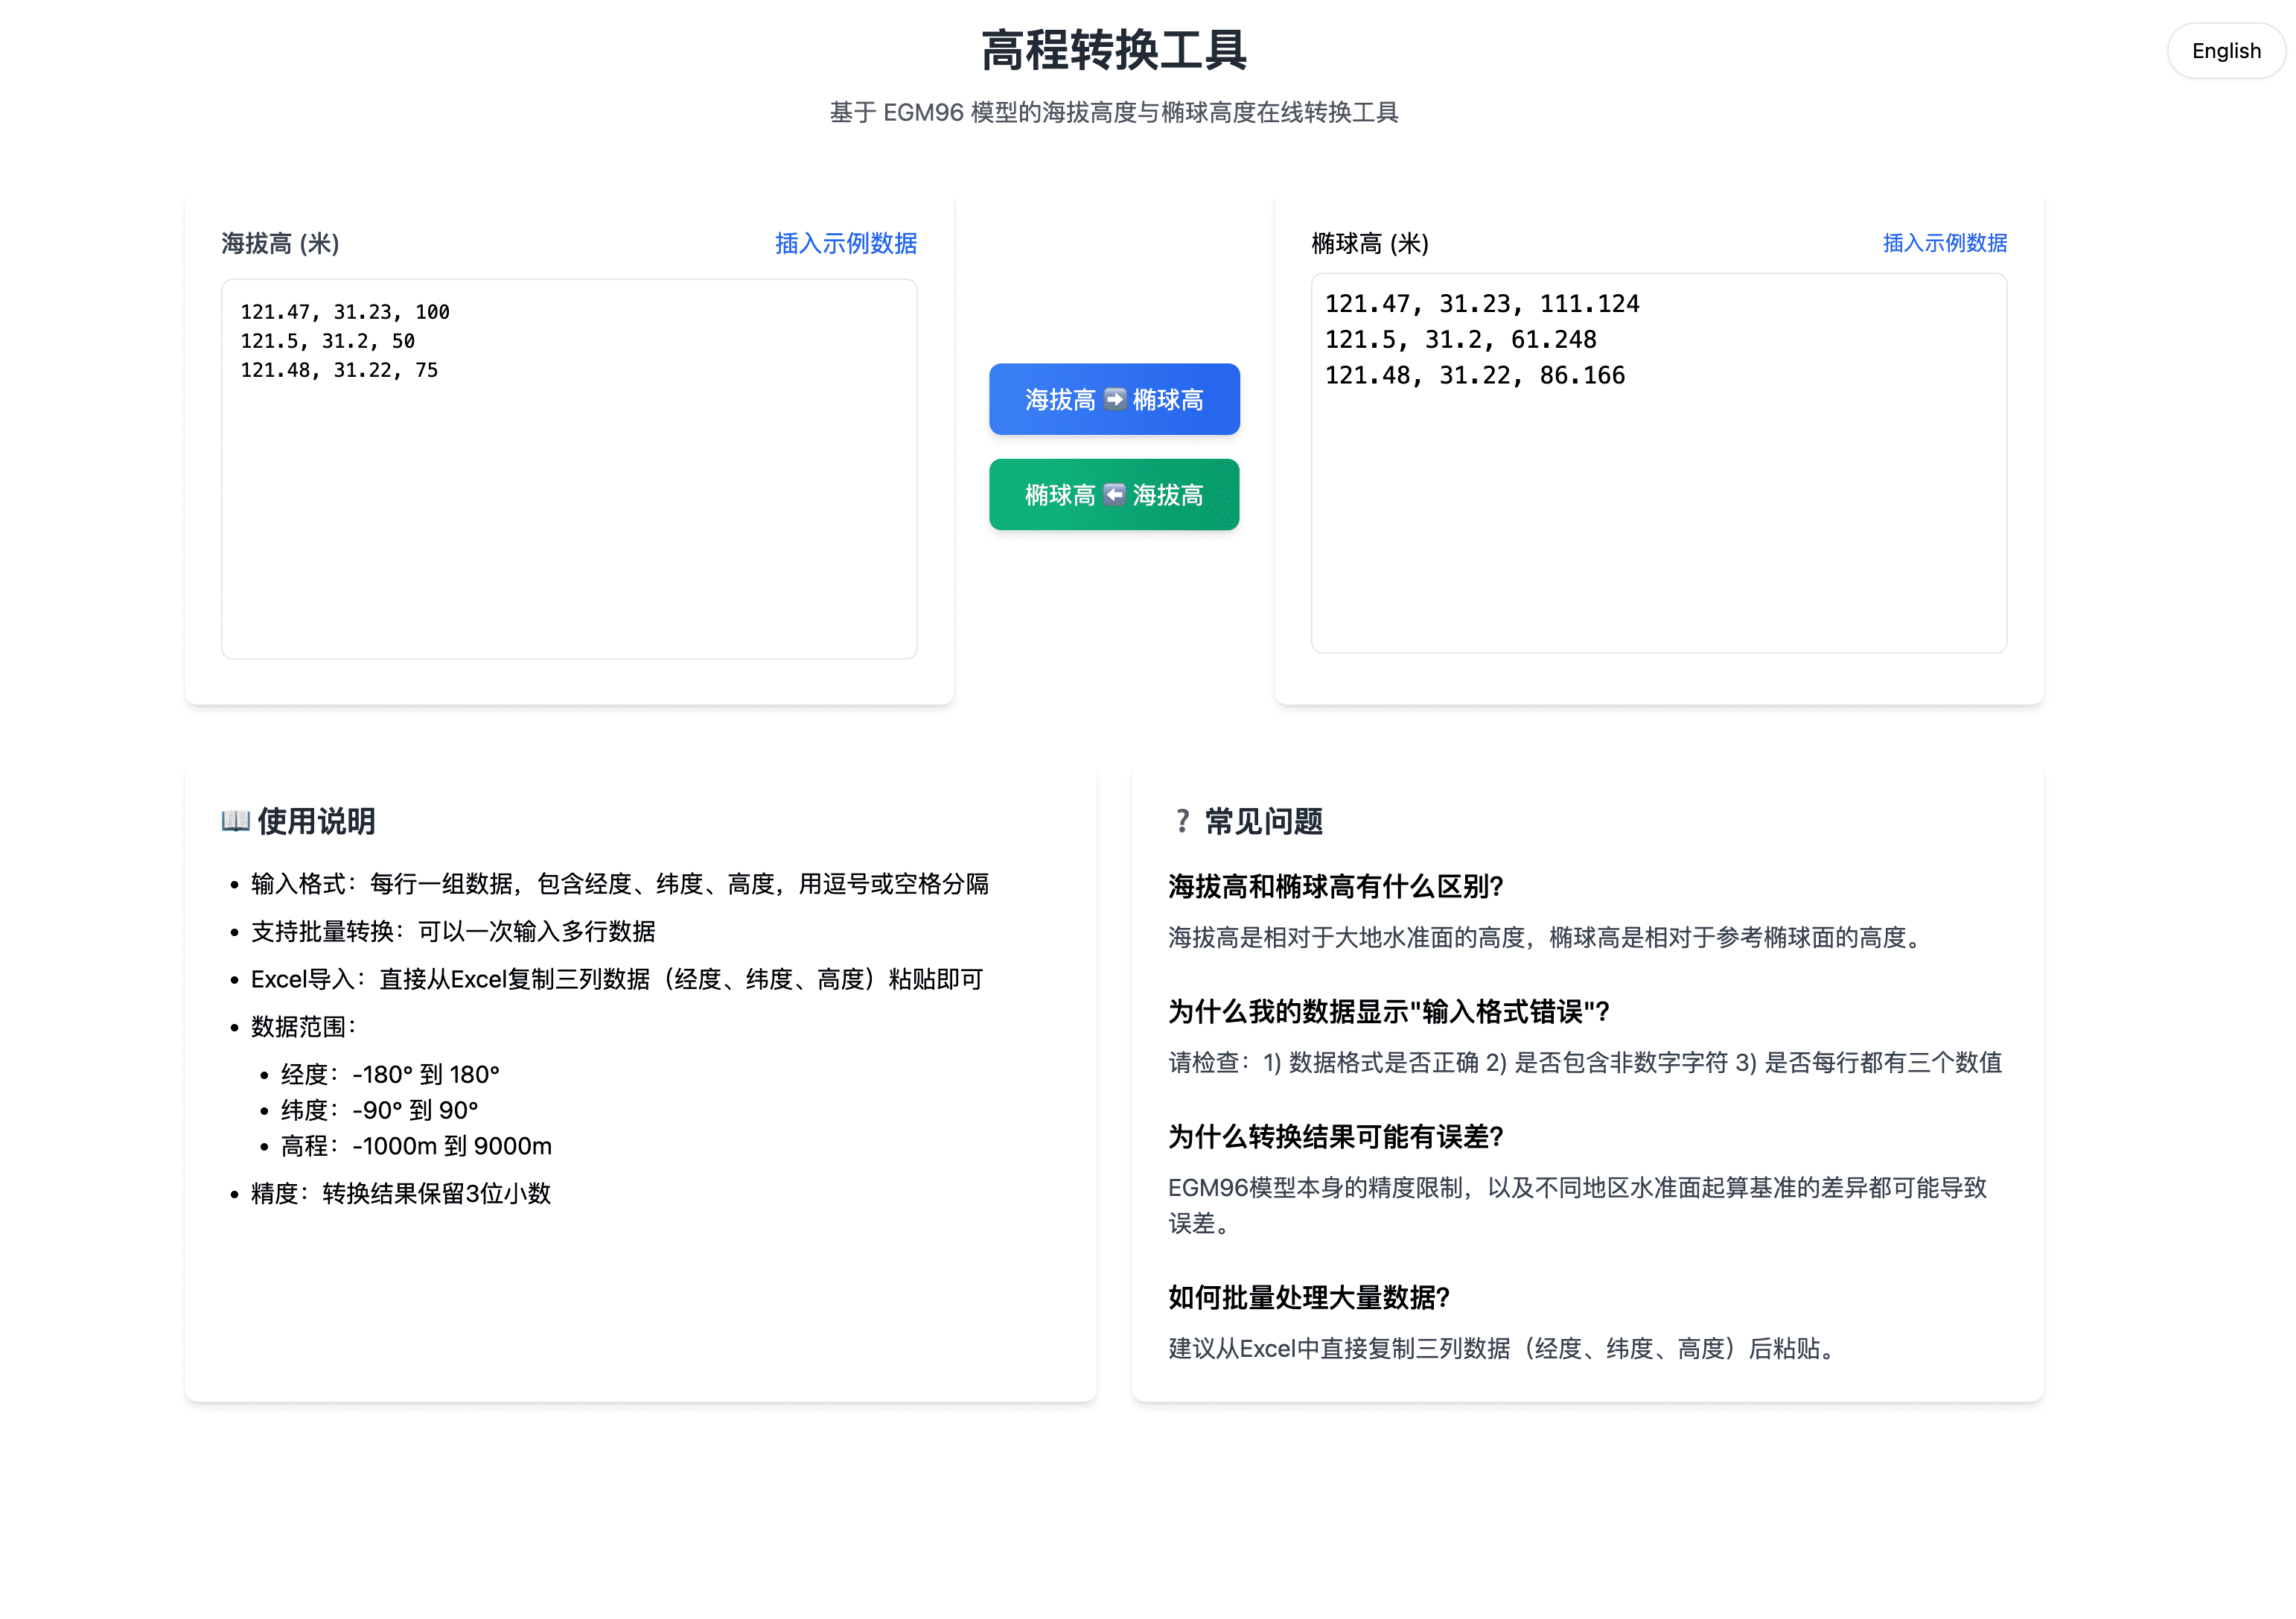 高程转换工具
English
基于 EGM96 模型的海拔高度与椭球高度在线转换工具
海拔高 (米)
插入示例数据
121.47, 31.23, 100
121.5, 31.2, 50
121.48, 31.22, 75
海拔高 ➡️ 椭球高
椭球高 ⬅️ 海拔高
椭球高 (米)
插入示例数据
121.47, 31.23, 111.124
121.5, 31.2, 61.248
121.48, 31.22, 86.166
📖 使用说明
• 输入格式：每行一组数据，包含经度、纬度、高度，用逗号或空格分隔
• 支持批量转换：可以一次输入多行数据
• Excel导入：直接从Excel复制三列数据（经度、纬度、高度）粘贴即可
• 数据范围：
• 经度：-180° 到 180°
• 纬度：-90° 到 90°
• 高程：-1000m 到 9000m
• 精度：转换结果保留3位小数
❓ 常见问题
海拔高和椭球高有什么区别?
海拔高是相对于大地水准面的高度，椭球高是相对于参考椭球面的高度。
为什么我的数据显示"输入格式错误"?
请检查：1) 数据格式是否正确 2) 是否包含非数字字符 3) 是否每行都有三个数值
为什么转换结果可能有误差?
EGM96模型本身的精度限制，以及不同地区水准面起算基准的差异都可能导致
误差。
如何批量处理大量数据?
建议从Excel中直接复制三列数据（经度、纬度、高度）后粘贴。